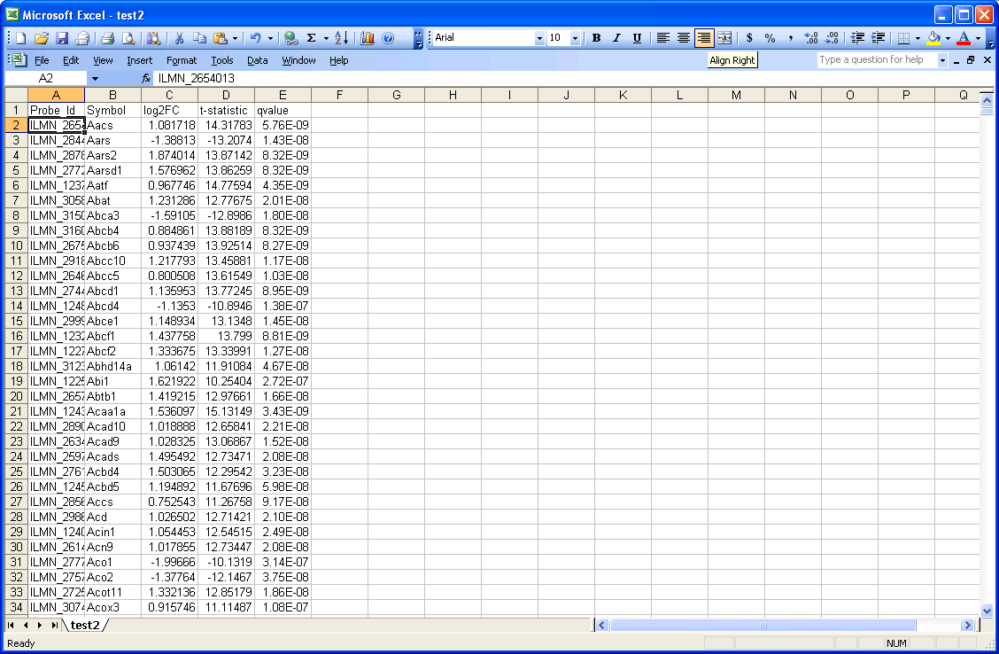 Microsoft Excel - test2
Arial 10 B I U $ % ,
File Edit View Insert Format Tools Data Window Help Type a question for help
Align Right
A2 fx ILMN_2654013
A B C D E F G H I J K L M N O P Q
1 Probe_Id Symbol log2FC t-statistic qvalue
2 ILMN_2654 Aacs 1.081718 14.31783 5.76E-09
3 ILMN_2844 Aars -1.38813 -13.2074 1.43E-08
4 ILMN_2878 Aars2 1.874014 13.87142 8.32E-09
5 ILMN_2772 Aarsd1 1.576962 13.86259 8.32E-09
6 ILMN_1237 Aatf 0.967746 14.77594 4.35E-09
7 ILMN_3058 Abat 1.231286 12.77675 2.01E-08
8 ILMN_3150 Abca3 -1.59105 -12.8986 1.80E-08
9 ILMN_3160 Abcb4 0.884861 13.88189 8.32E-09
10 ILMN_2675 Abcb6 0.937439 13.92514 8.27E-09
11 ILMN_2918 Abcc10 1.217793 13.45881 1.17E-08
12 ILMN_2646 Abcc5 0.800508 13.61549 1.03E-08
13 ILMN_2744 Abcd1 1.135953 13.77245 8.95E-09
14 ILMN_1248 Abcd4 -1.1353 -10.8946 1.38E-07
15 ILMN_2999 Abce1 1.148934 13.1348 1.45E-08
16 ILMN_1232 Abcf1 1.437758 13.799 8.81E-09
17 ILMN_1227 Abcf2 1.333675 13.33991 1.27E-08
18 ILMN_3123 Abhd14a 1.06142 11.91084 4.67E-08
19 ILMN_1225 Abi1 1.621922 10.25404 2.72E-07
20 ILMN_2657 Abtb1 1.419215 12.97661 1.66E-08
21 ILMN_1243 Acaa1a 1.536097 15.13149 3.43E-09
22 ILMN_2890 Acad10 1.018888 12.65841 2.21E-08
23 ILMN_2634 Acad9 1.028325 13.06867 1.52E-08
24 ILMN_2597 Acads 1.495492 12.73471 2.08E-08
25 ILMN_2761 Acbd4 1.503065 12.29542 3.23E-08
26 ILMN_1245 Acbd5 1.194892 11.67696 5.98E-08
27 ILMN_2856 Accs 0.752543 11.26758 9.17E-08
28 ILMN_2986 Acd 1.026502 12.71421 2.10E-08
29 ILMN_1240 Acin1 1.054453 12.54515 2.49E-08
30 ILMN_2614 Acn9 1.017855 12.73447 2.08E-08
31 ILMN_2777 Aco1 -1.99666 -10.1319 3.14E-07
32 ILMN_2757 Aco2 -1.37764 -12.1467 3.75E-08
33 ILMN_2725 Acot11 1.332136 12.85179 1.86E-08
34 ILMN_3074 Acox3 0.915746 11.11487 1.08E-07
test2
Ready NUM